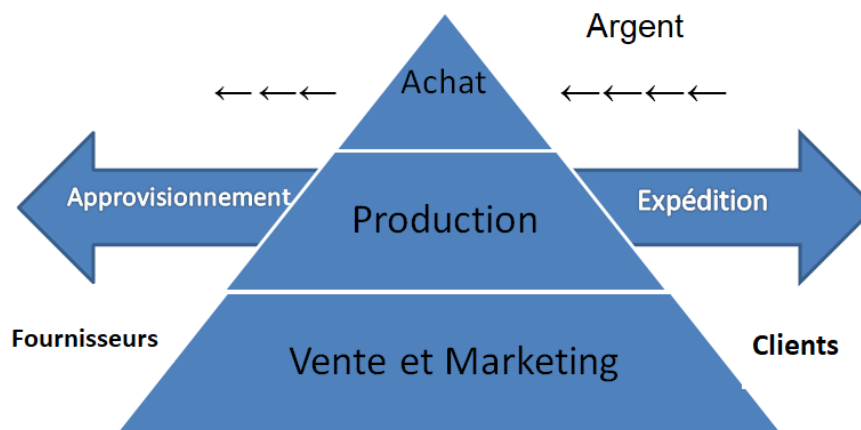 Argent
Achat
←←← ←←←←
Approvisionnement
Expédition
Production
Fournisseurs
Clients
Vente et Marketing